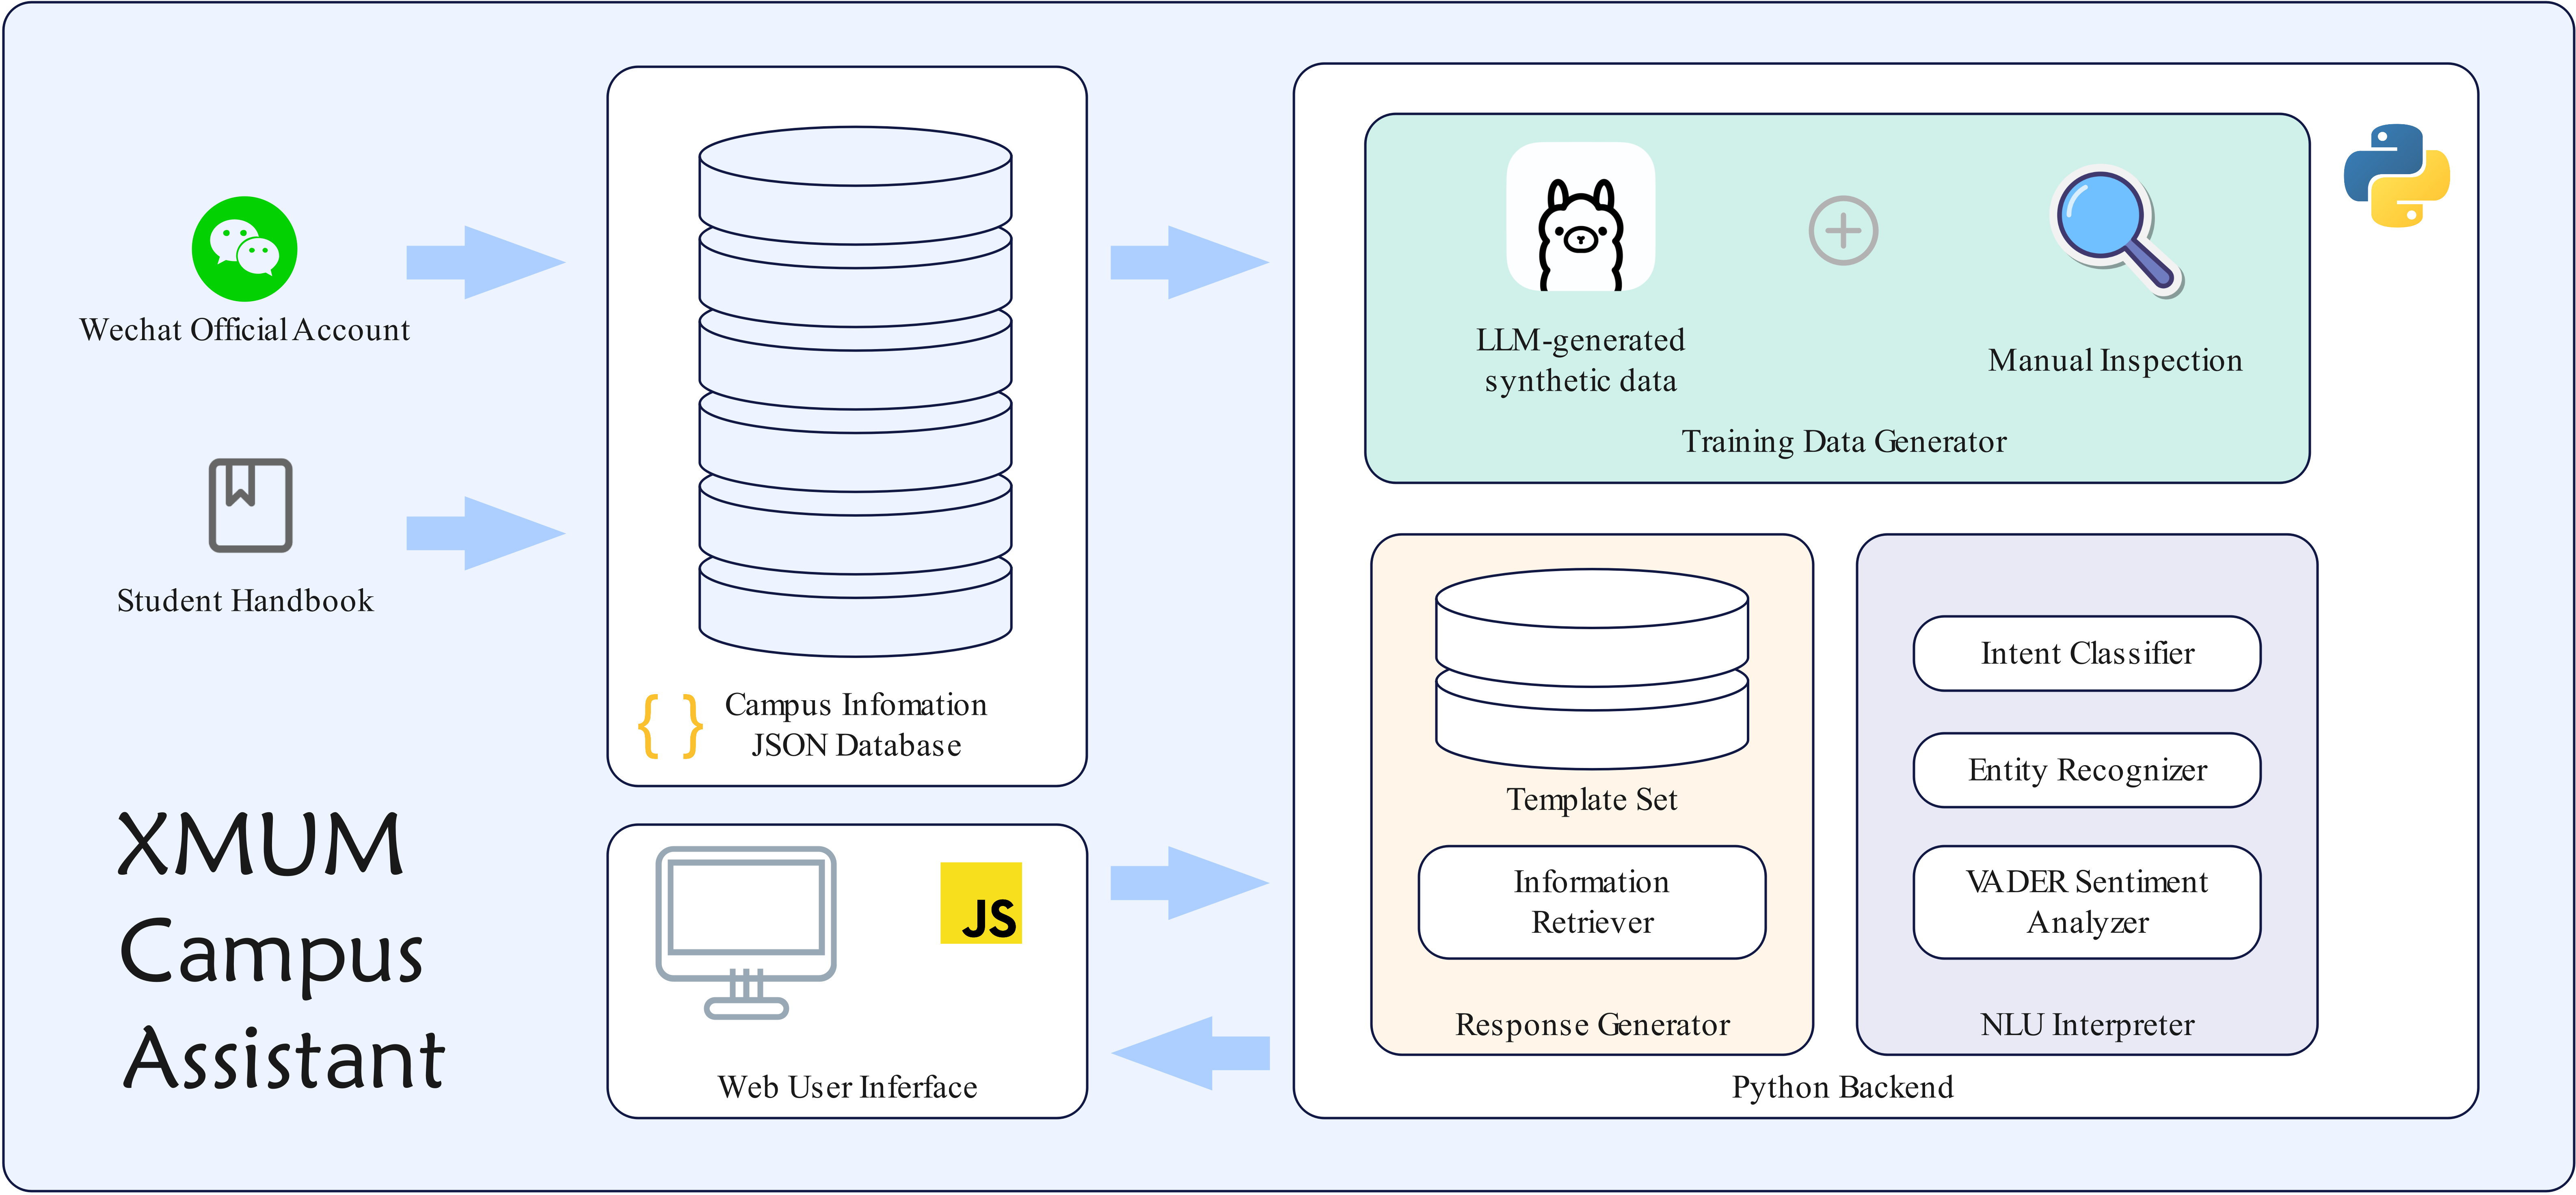 Wechat Official Account
Student Handbook
XMUM
Campus
Assistant
{ }
Campus Infomation
JSON Database
JS
Web User Inferface
LLM-generated
synthetic data
Manual Inspection
Training Data Generator
Template Set
Information
Retriever
Response Generator
Intent Classifier
Entity Recognizer
VADER Sentiment
Analyzer
NLU Interpreter
Python Backend